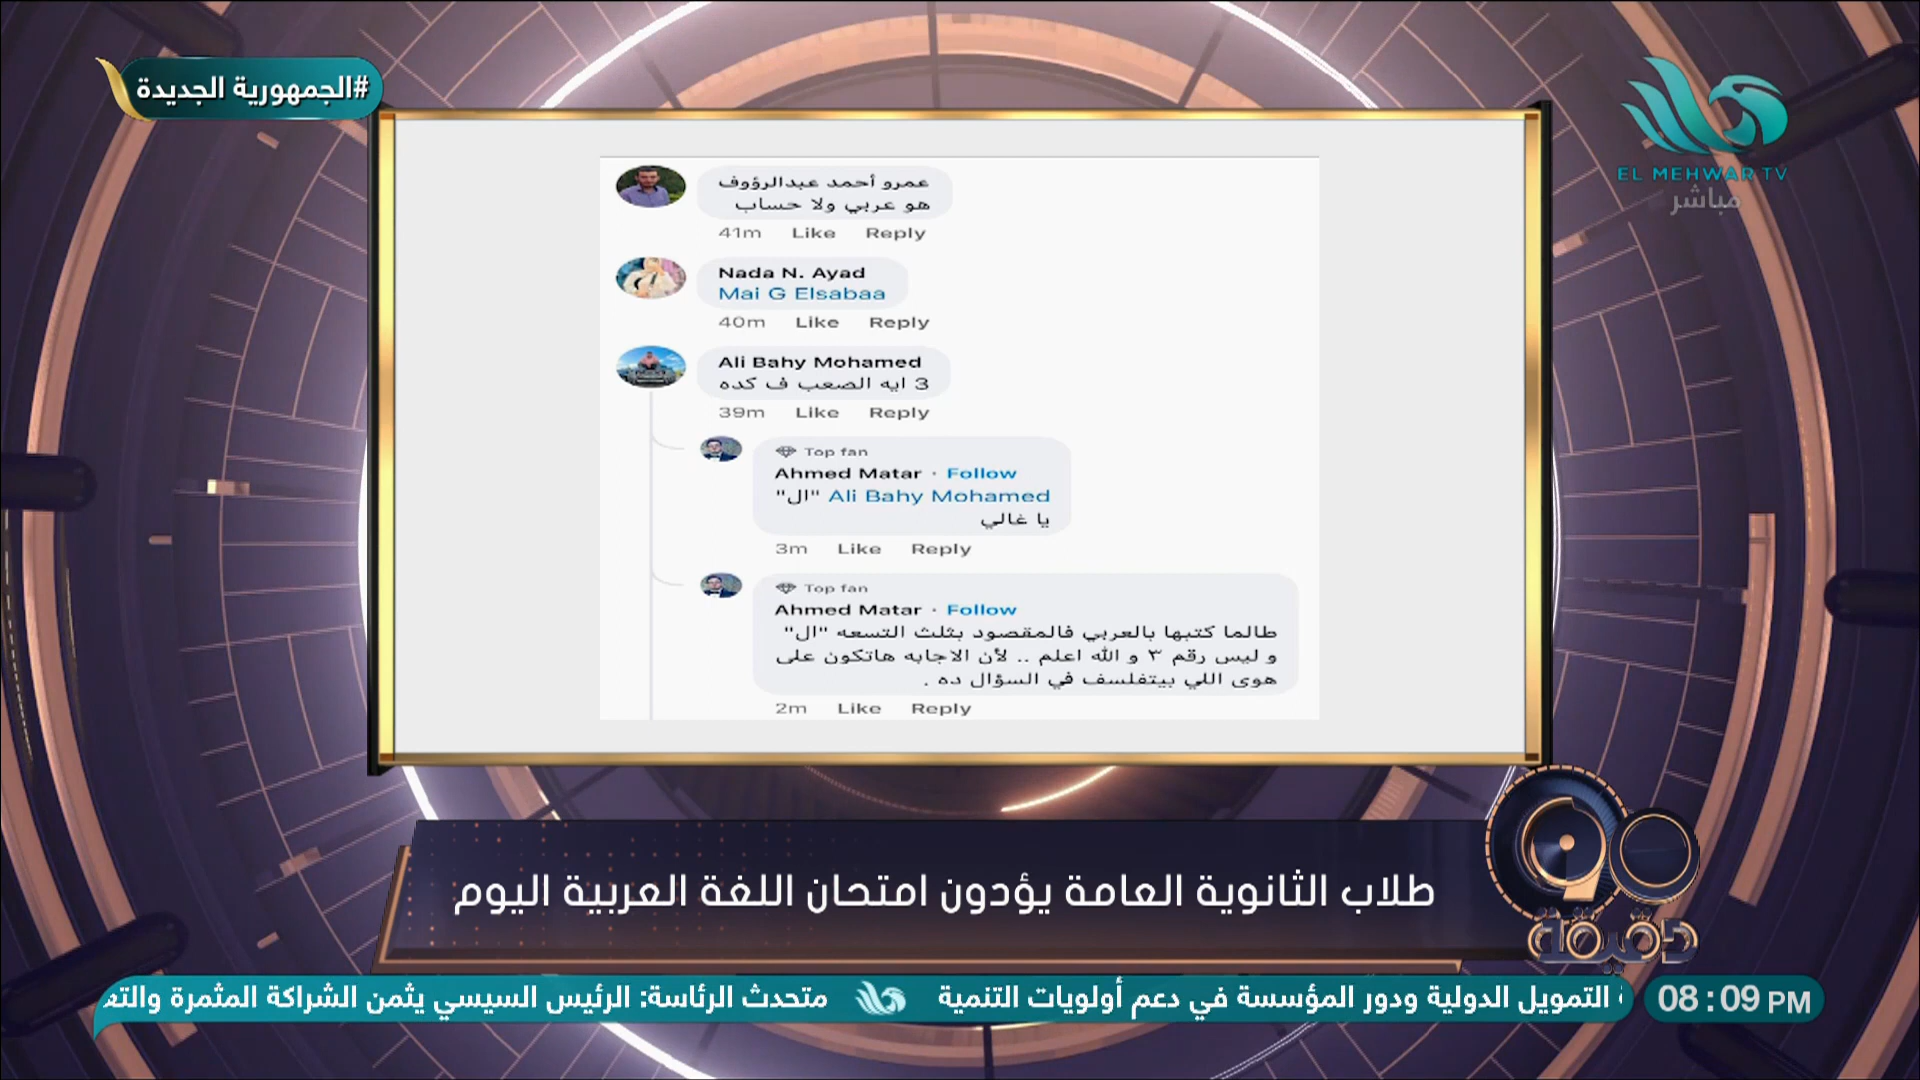 #الجمهورية الجديدة
EL MEHWAR TV
مباشر
عمرو أحمد عبدالرؤوف
هو عربي ولا حساب
41m Like Reply
Nada N. Ayad
Mai G Elsabaa
40m Like Reply
Ali Bahy Mohamed
3 ايه الصعب ف كده
39m Like Reply
Top fan
Ahmed Matar · Follow
Ali Bahy Mohamed "ال"
يا غالي
3m Like Reply
Top fan
Ahmed Matar · Follow
طالما كتبها بالعربي فالمقصود بثلث التسعه "ال"
و ليس رقم ٣ و الله اعلم .. لأن الاجابه هاتكون على
هوى اللي بيتفلسف في السؤال ده .
2m Like Reply
طلاب الثانوية العامة يؤدون امتحان اللغة العربية اليوم
90
دقيقة
التمويل الدولية ودور المؤسسة في دعم أولويات التنمية متحدث الرئاسة: الرئيس السيسي يثمن الشراكة المثمرة
08:09 PM